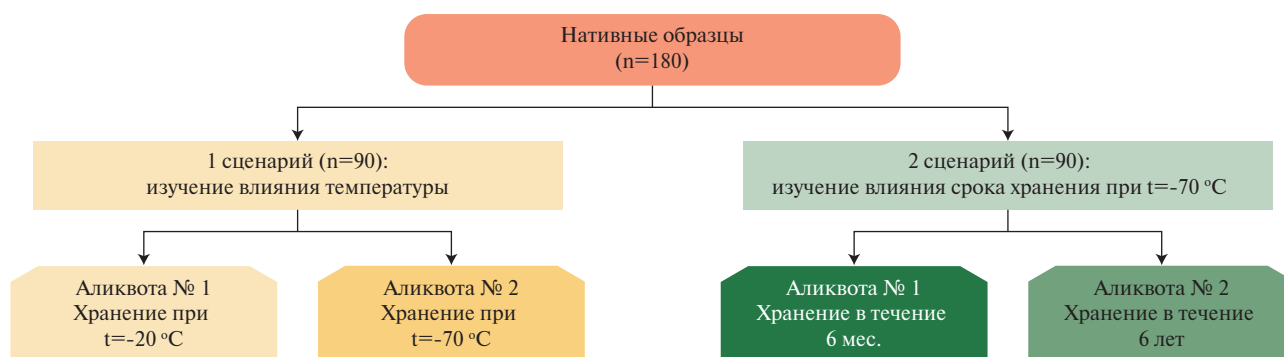 Нативные образцы
(n=180)
1 сценарий (n=90):
изучение влияния температуры
2 сценарий (n=90):
изучение влияния срока хранения при t=-70 °C
Аликвота № 1
Хранение при
t=-20 °C
Аликвота № 2
Хранение при
t=-70 °C
Аликвота № 1
Хранение в течение
6 мес.
Аликвота № 2
Хранение в течение
6 лет